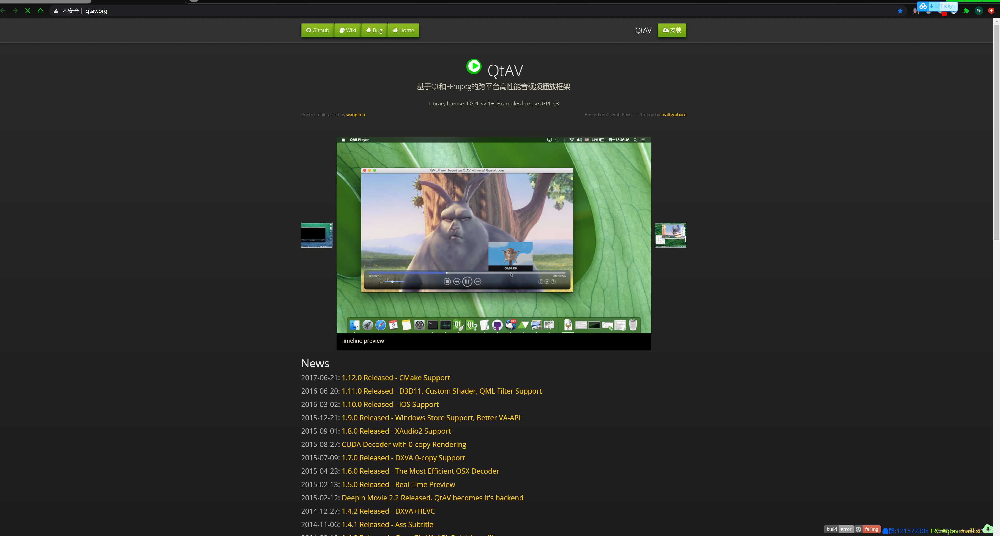 不安全 qtav.org
127 KB/s
锋
Github Wiki Bug Home QtAV 安装
QtAV
基于Qt和FFmpeg的跨平台高性能音视频播放框架
Library license: LGPL v2.1+. Examples license: GPL v3
Project maintained by wang-bin Hosted on GitHub Pages — Theme by mattgraham
QMLPlayer 34% 周一18:46:46
QMLPlayer based on QtAV. wbsecg1@gmail.com
00:07:09
00:03:55 00:09:56
0.8
3
Qt Qt?
1628
Timeline preview
News
2017-06-21: 1.12.0 Released - CMake Support
2016-06-20: 1.11.0 Released - D3D11, Custom Shader, QML Filter Support
2016-03-02: 1.10.0 Released - iOS Support
2015-12-21: 1.9.0 Released - Windows Store Support, Better VA-API
2015-09-01: 1.8.0 Released - XAudio2 Support
2015-08-27: CUDA Decoder with 0-copy Rendering
2015-07-09: 1.7.0 Released - DXVA 0-copy Support
2015-04-23: 1.6.0 Released - The Most Efficient OSX Decoder
2015-02-13: 1.5.0 Released - Real Time Preview
2015-02-12: Deepin Movie 2.2 Released. QtAV becomes it's backend
2014-12-27: 1.4.2 Released - DXVA+HEVC
2014-11-06: 1.4.1 Released - Ass Subtitle
build error failing 群:121572305 IRC:#qtav maillist